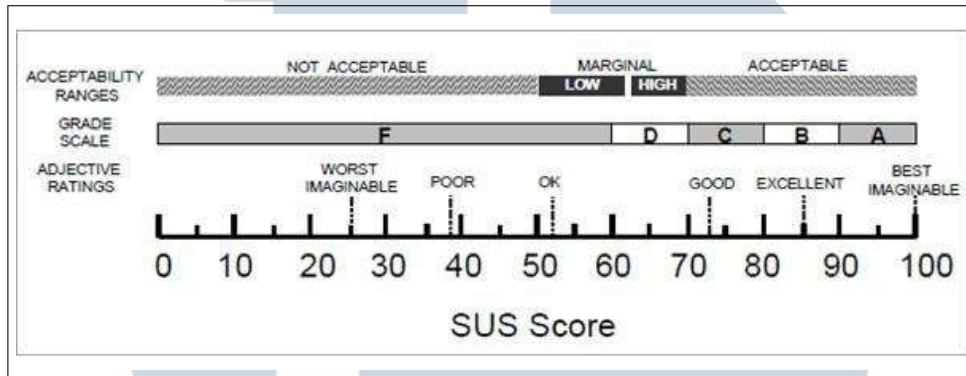 NOT ACCEPTABLE MARGINAL ACCEPTABLE
ACCEPTABILITY RANGES LOW HIGH
GRADE SCALE F D C B A
ADJECTIVE RATINGS WORST IMAGINABLE POOR OK GOOD EXCELLENT BEST IMAGINABLE
0 10 20 30 40 50 60 70 80 90 100
SUS Score